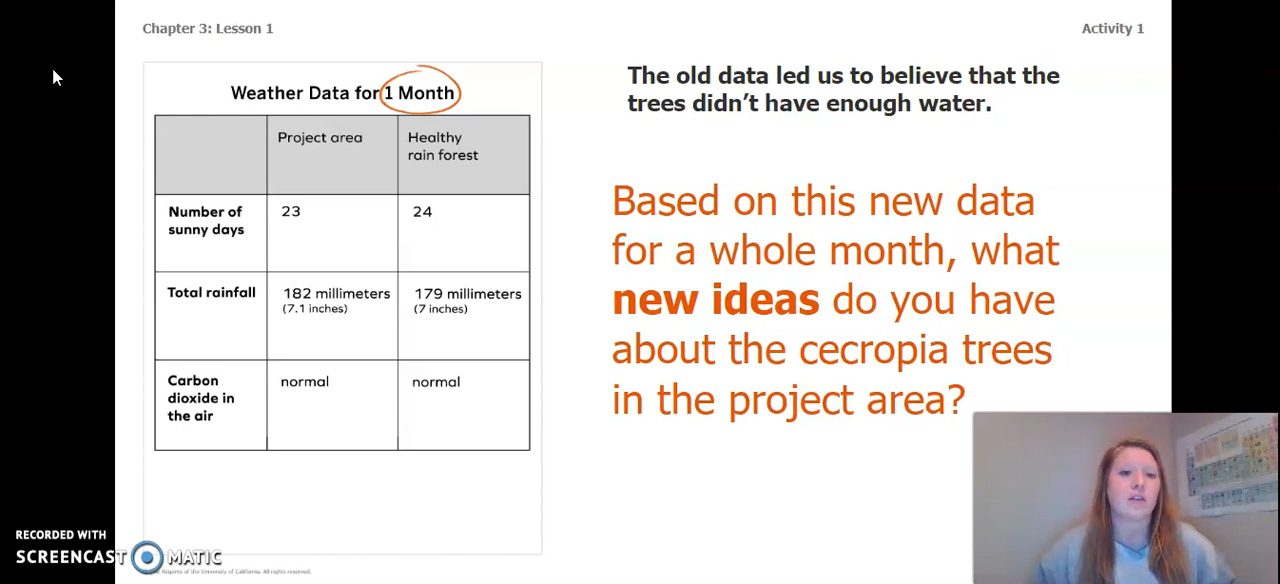 Chapter 3: Lesson 1
Activity 1
Weather Data for 1 Month
Project area
Healthy
rain forest
Number of
sunny days
23
24
Total rainfall
182 millimeters
(7.1 inches)
179 millimeters
(7 inches)
Carbon
dioxide in
the air
normal
normal
The old data led us to believe that the
trees didn't have enough water.
Based on this new data
for a whole month, what
new ideas do you have
about the cecropia trees
in the project area?
RECORDED WITH
SCREENCAST MATIC
Regents of the University of California. All rights reserved.